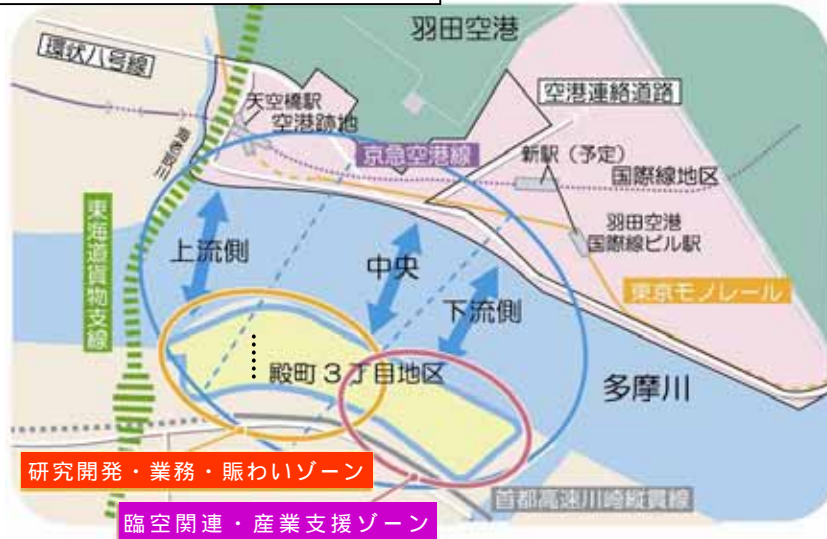 羽田空港
環状八号線
天空橋駅
空港跡地
空港連絡道路
海老取川
京急空港線
新駅（予定）
国際線地区
東海道貨物支線
羽田空港
国際線ビル駅
上流側
中央
下流側
東京モノレール
殿町３丁目地区
多摩川
研究開発・業務・賑わいゾーン
首都高速川崎縦貫線
臨空関連・産業支援ゾーン